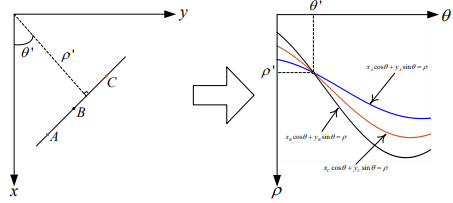 y
θ'
ρ'
C
B
A
x
θ'
θ
ρ'
x_A cosθ + y_A sinθ = ρ
x_B cosθ + y_B sinθ = ρ
x_C cosθ + y_C sinθ = ρ
ρ